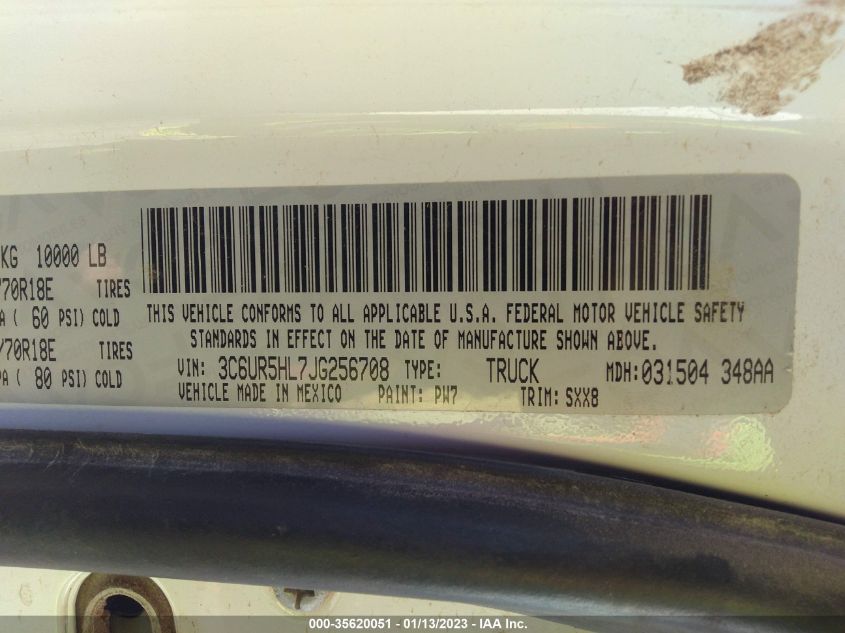 KG 10000 LB
/70R18E TIRES
A ( 60 PSI) COLD
/70R18E TIRES
PA ( 80 PSI) COLD
THIS VEHICLE CONFORMS TO ALL APPLICABLE U.S.A. FEDERAL MOTOR VEHICLE SAFETY
STANDARDS IN EFFECT ON THE DATE OF MANUFACTURE SHOWN ABOVE.
VIN: 3C6UR5HL7JG256708 TYPE: TRUCK MDH:031504 348AA
VEHICLE MADE IN MEXICO PAINT: PW7 TRIM: SXX8
000-35620051 - 01/13/2023 - IAA Inc.